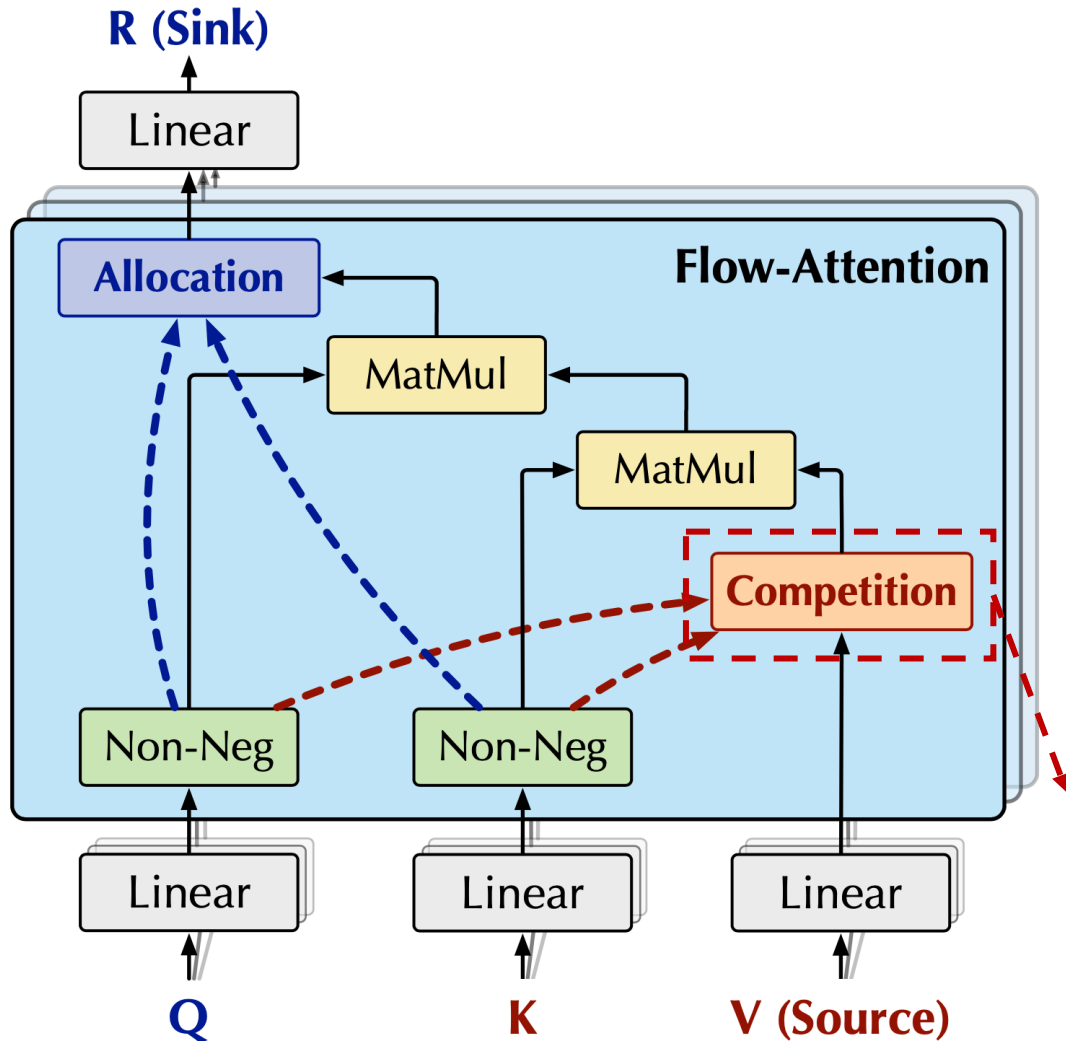 R (Sink)
Linear
Allocation
Flow-Attention
MatMul
MatMul
Competition
Non-Neg
Non-Neg
Linear
Linear
Linear
Q
K
V (Source)